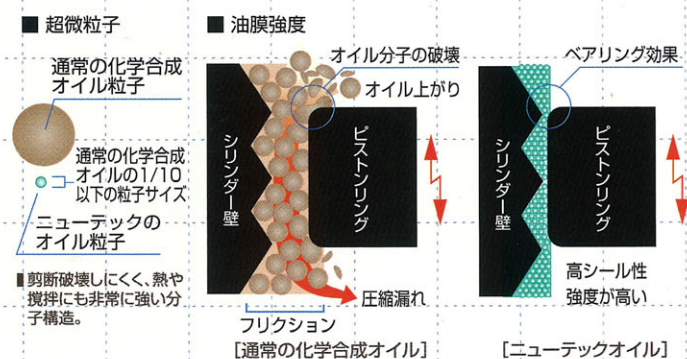 ■ 超微粒子
通常の化学合成
オイル粒子
通常の化学合成
オイルの1/10
以下の粒子サイズ
ニューテックの
オイル粒子
■剪断破壊しにくく、熱や
撹拌にも非常に強い分
子構造。
■ 油膜強度
オイル分子の破壊
オイル上がり
シリンダー壁
ピストンリング
圧縮漏れ
フリクション
[通常の化学合成オイル]
ベアリング効果
シリンダー壁
ピストンリング
高シール性
強度が高い
[ニューテックオイル]